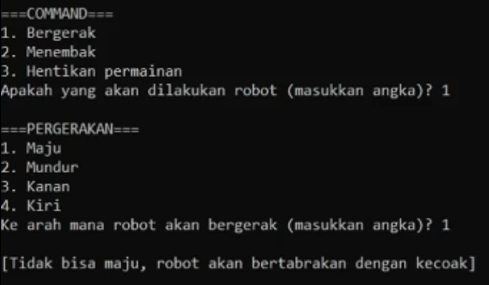 ===COMMAND===
1. Bergerak
2. Menembak
3. Hentikan permainan
Apakah yang akan dilakukan robot (masukkan angka)? 1
===PERGERAKAN===
1. Maju
2. Mundur
3. Kanan
4. Kiri
Ke arah mana robot akan bergerak (masukkan angka)? 1
[Tidak bisa maju, robot akan bertabrakan dengan kecoak]